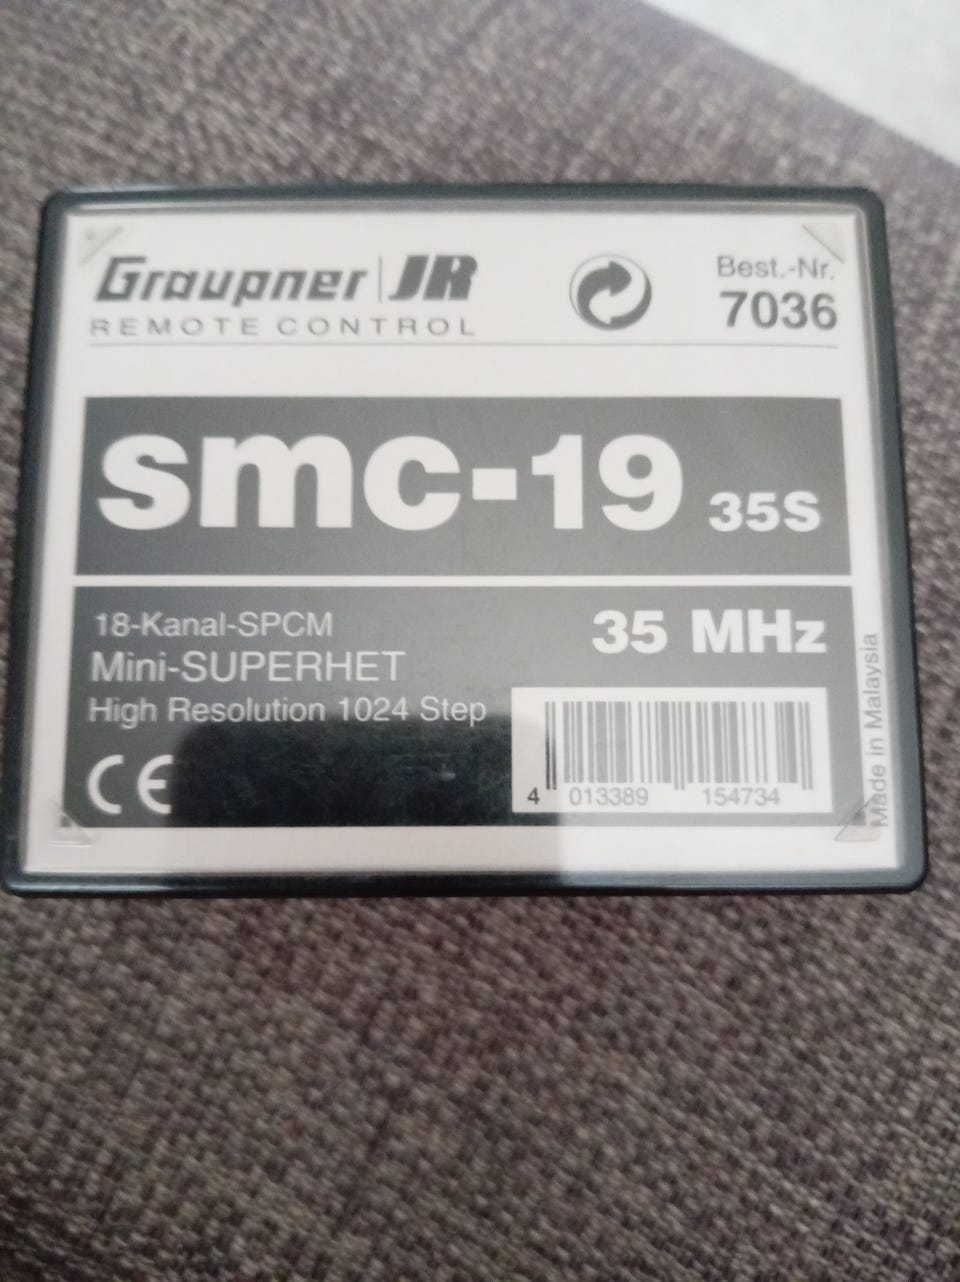 Graupner JR
REMOTE CONTROL
Best.-Nr.
7036
smc-19 35S
18-Kanal-SPCM
Mini-SUPERHET
High Resolution 1024 Step
35 MHz
CE
4 013389 154734
Made in Malaysia